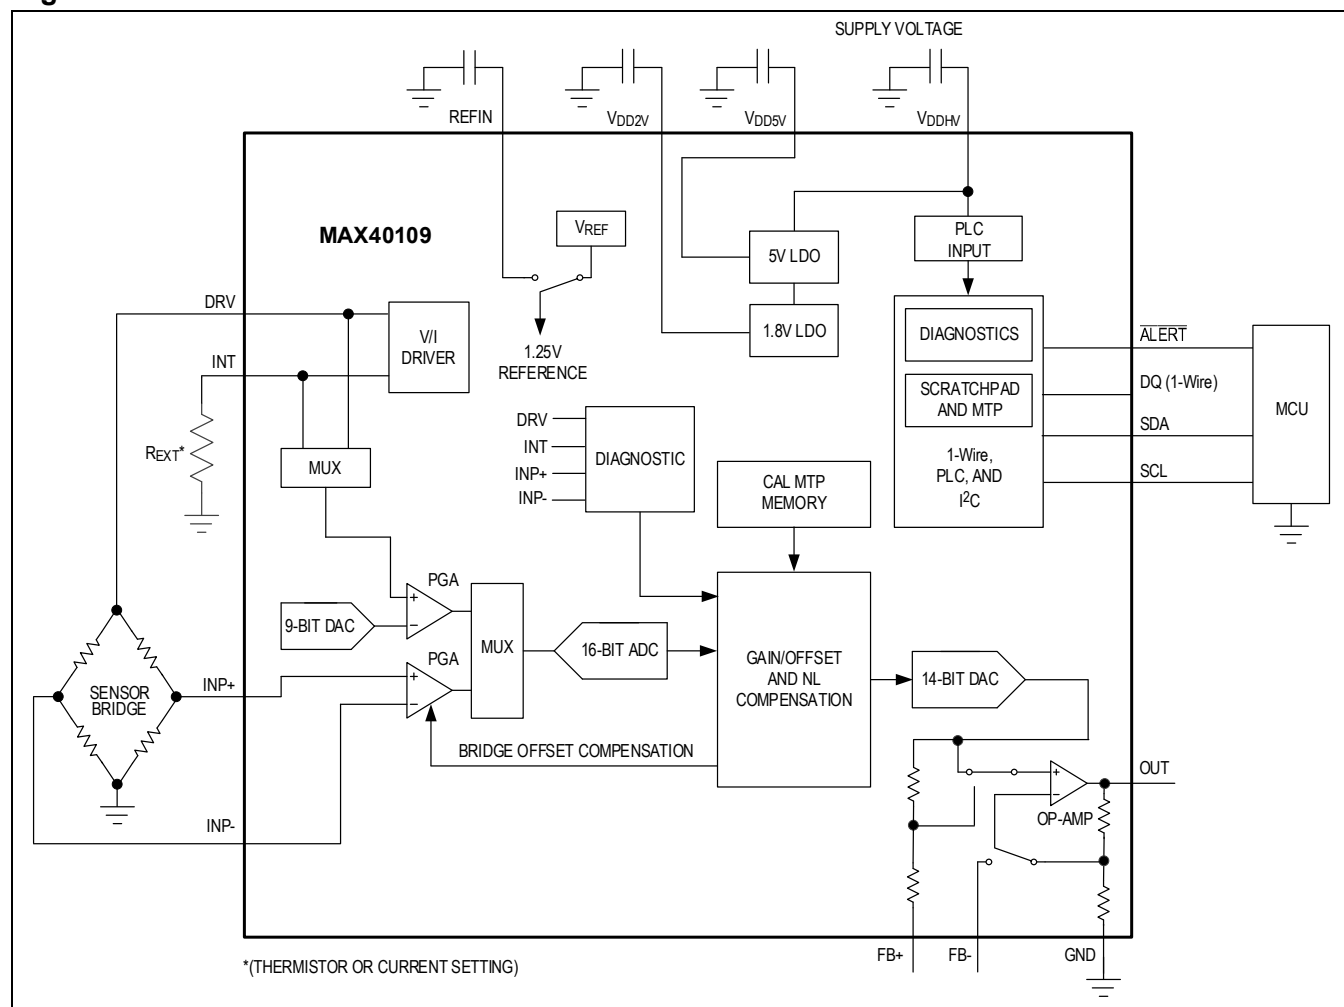 SUPPLY VOLTAGE
REFIN
VDD2V
VDD5V
VDDHV
MAX40109
VREF
5V LDO
PLC
INPUT
DRV
V/I
DRIVER
1.8V LDO
DIAGNOSTICS
ALERT
1.25V
REFERENCE
INT
SCRATCHPAD
AND MTP
DQ (1-Wire)
MCU
DRV
INT
INP+
INP-
DIAGNOSTIC
SDA
REXT*
MUX
1-Wire,
PLC, AND
I2C
SCL
CAL MTP
MEMORY
PGA
+
−
9-BIT DAC
MUX
16-BIT ADC
GAIN/OFFSET
AND NL
COMPENSATION
14-BIT DAC
PGA
+
−
SENSOR
BRIDGE
INP+
BRIDGE OFFSET COMPENSATION
OUT
+
−
OP-AMP
INP-
FB+
FB-
GND
*(THERMISTOR OR CURRENT SETTING)